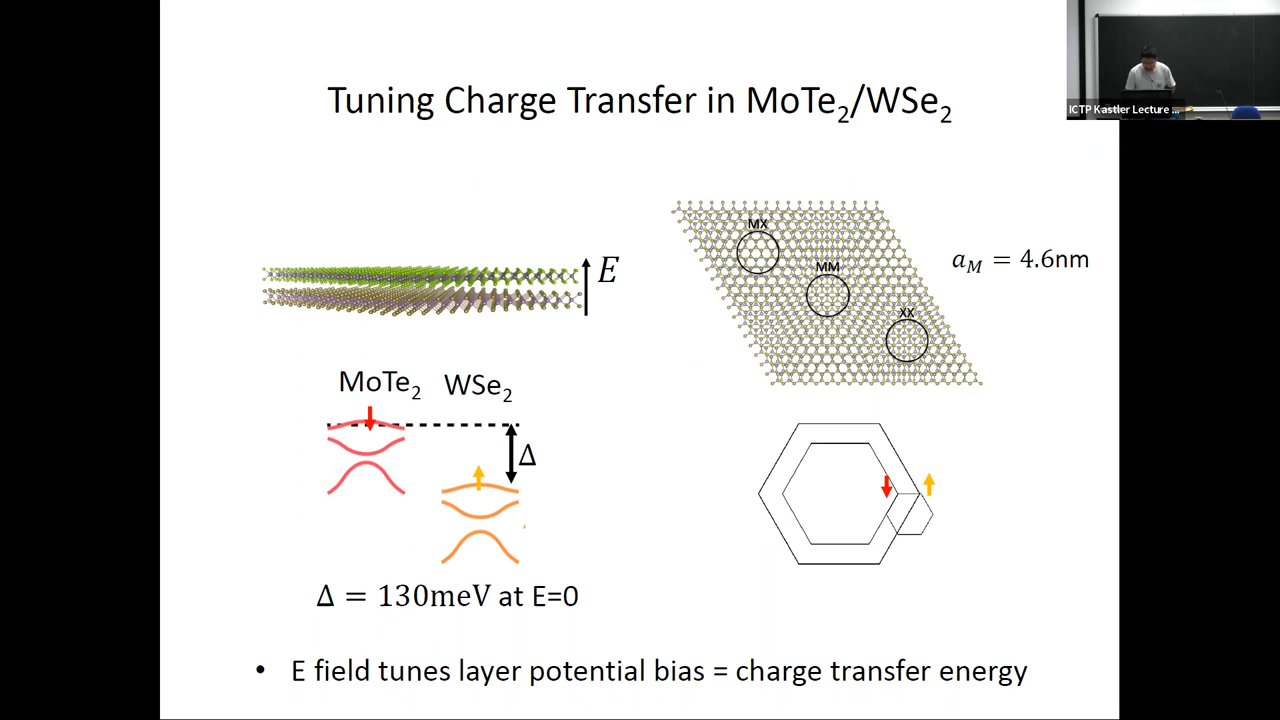 Tuning Charge Transfer in MoTe₂/WSe₂
ICTP Kastler Lecture ...
MX
MM
XX
a_M = 4.6nm
E
MoTe₂ WSe₂
Δ
Δ = 130meV at E=0
• E field tunes layer potential bias = charge transfer energy